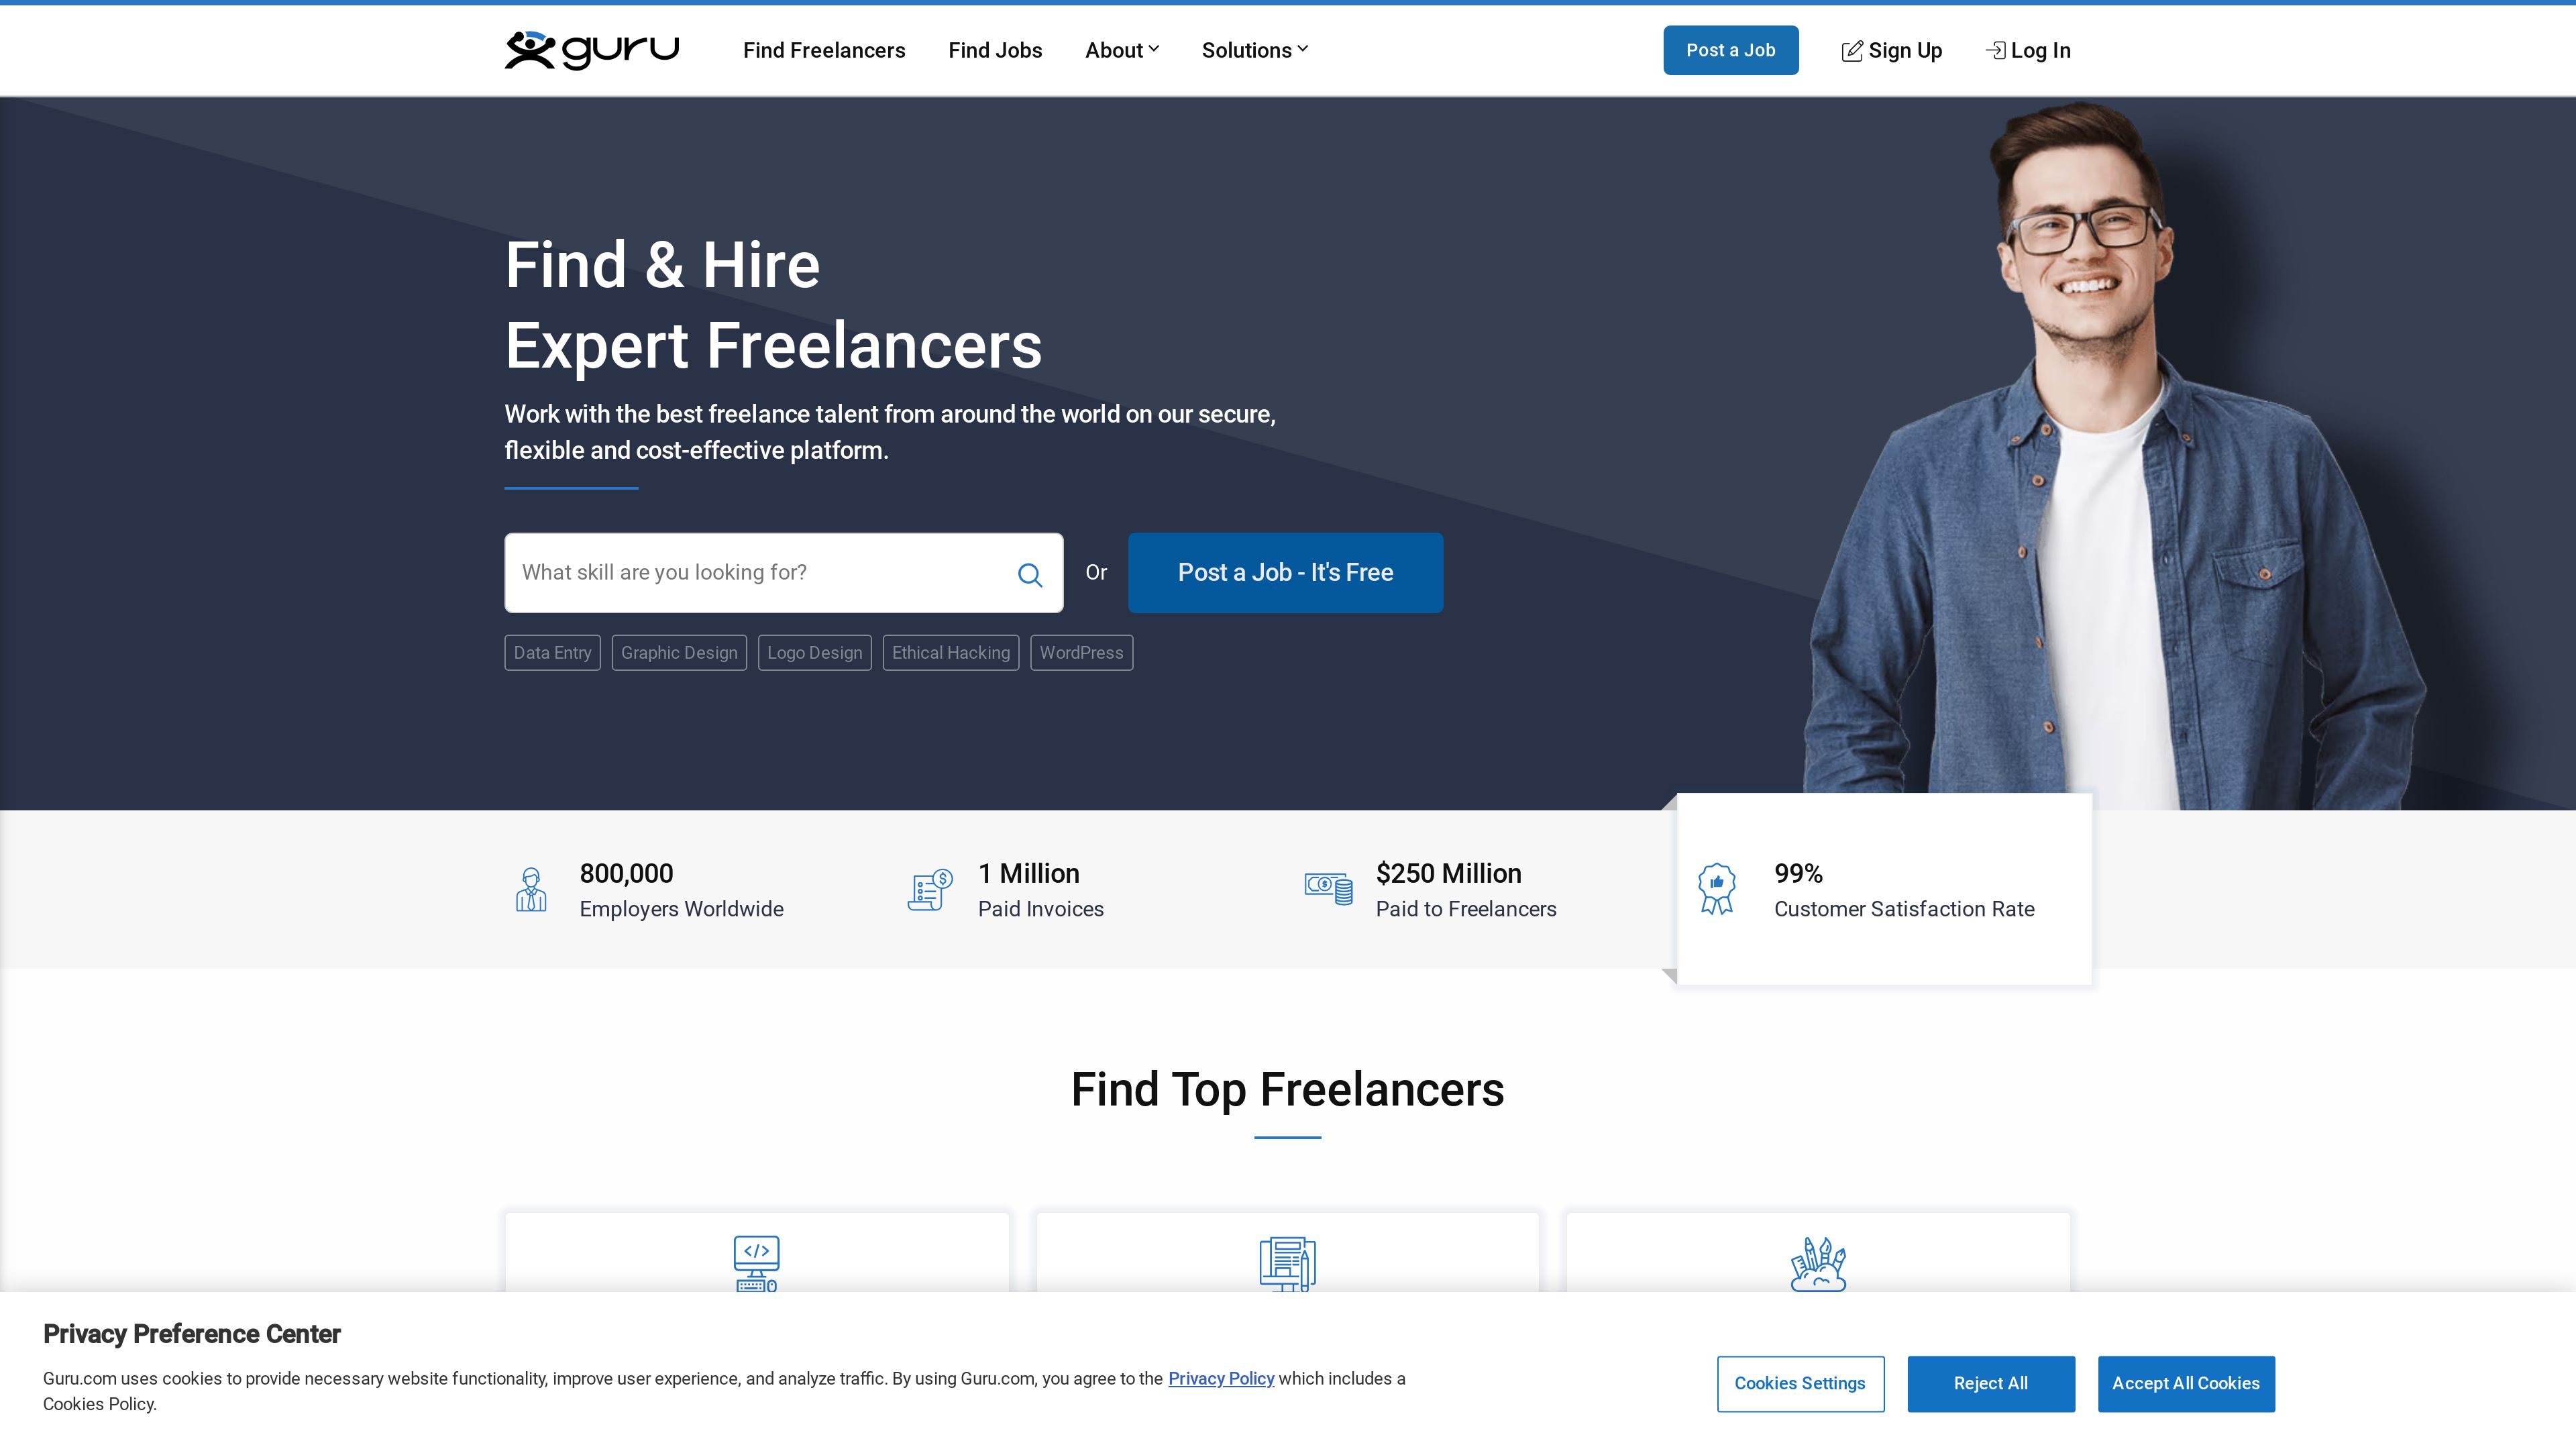 guru
Find Freelancers
Find Jobs
About
Solutions
Post a Job
Sign Up
Log In
Find & Hire
Expert Freelancers
Work with the best freelance talent from around the world on our secure,
flexible and cost-effective platform.
What skill are you looking for?
Or
Post a Job - It's Free
Data Entry
Graphic Design
Logo Design
Ethical Hacking
WordPress
800,000
Employers Worldwide
1 Million
Paid Invoices
$250 Million
Paid to Freelancers
99%
Customer Satisfaction Rate
Find Top Freelancers
Privacy Preference Center
Guru.com uses cookies to provide necessary website functionality, improve user experience, and analyze traffic. By using Guru.com, you agree to the Privacy Policy which includes a
Cookies Policy.
Cookies Settings
Reject All
Accept All Cookies